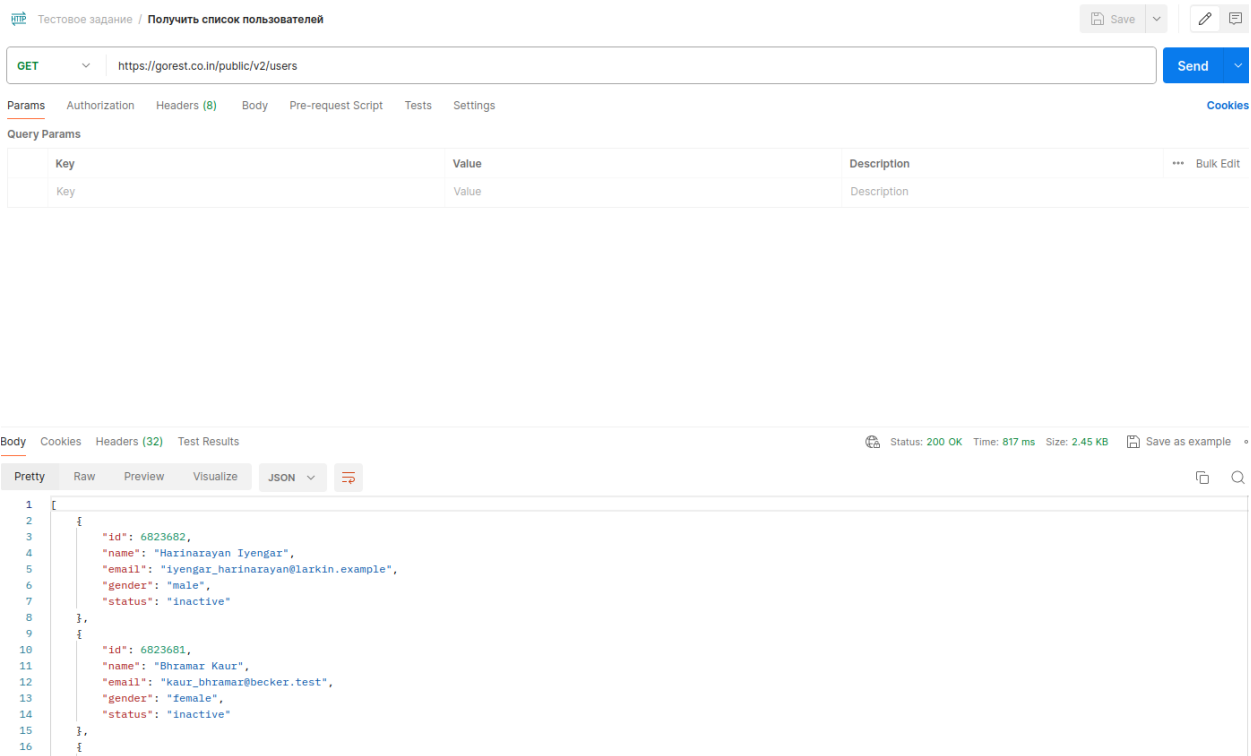 HTTP Тестовое задание / Получить список пользователей Save
GET https://gorest.co.in/public/v2/users Send
Params Authorization Headers (8) Body Pre-request Script Tests Settings Cookies
Query Params
Key Value Description ••• Bulk Edit
Key Value Description
Body Cookies Headers (32) Test Results Status: 200 OK Time: 817 ms Size: 2.45 KB Save as example
Pretty Raw Preview Visualize JSON
1 [
2 {
3 "id": 6823682,
4 "name": "Harinarayan Iyengar",
5 "email": "iyengar_harinarayan@larkin.example",
6 "gender": "male",
7 "status": "inactive"
8 },
9 {
10 "id": 6823681,
11 "name": "Bhramar Kaur",
12 "email": "kaur_bhramar@becker.test",
13 "gender": "female",
14 "status": "inactive"
15 },
16 {